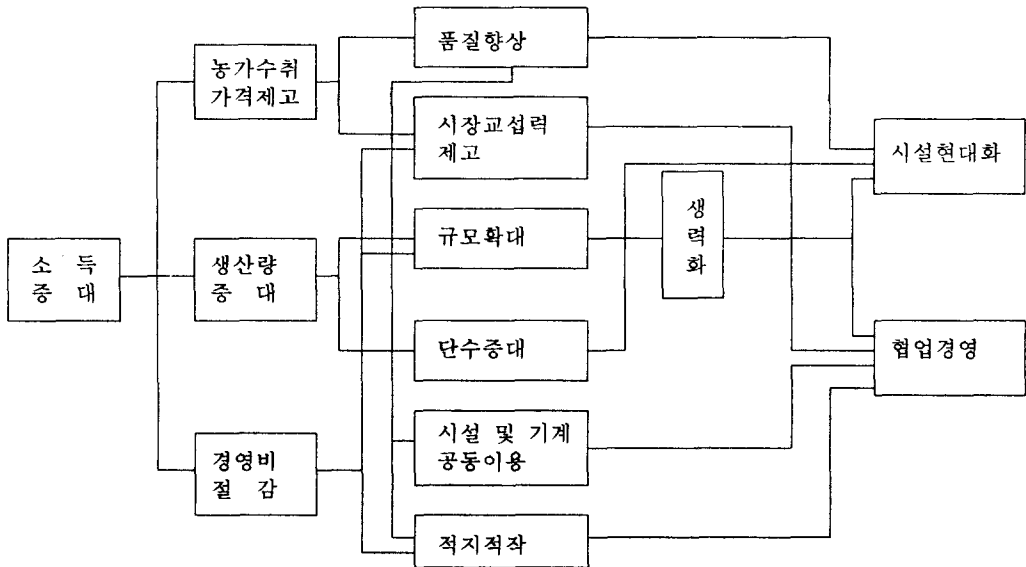 소 득
증 대
농가수취
가격제고
생산량
증 대
경영비
절 감
품질향상
시장교섭력
제고
규모확대
단수증대
시설 및 기계
공동이용
적지적작
생
력
화
시설현대화
협업경영